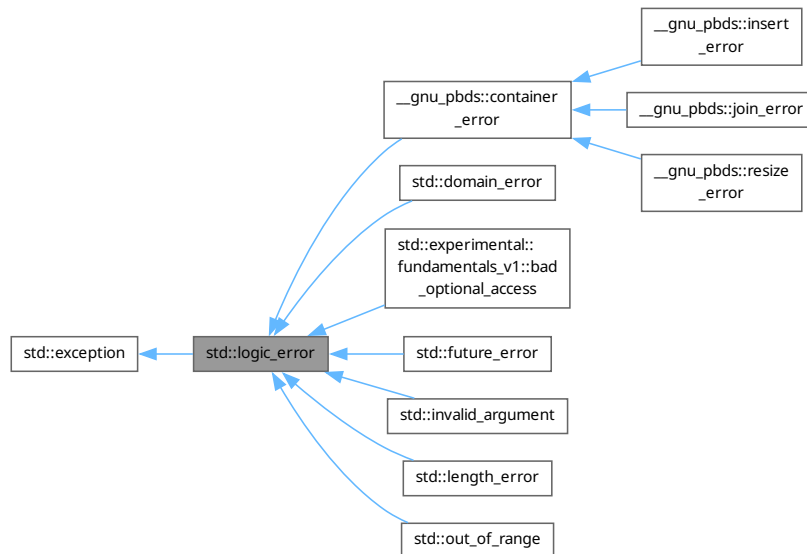 __gnu_pbds::insert
_error
__gnu_pbds::container
_error
__gnu_pbds::join_error
__gnu_pbds::resize
_error
std::domain_error
std::experimental::
fundamentals_v1::bad
_optional_access
std::exception
std::logic_error
std::future_error
std::invalid_argument
std::length_error
std::out_of_range